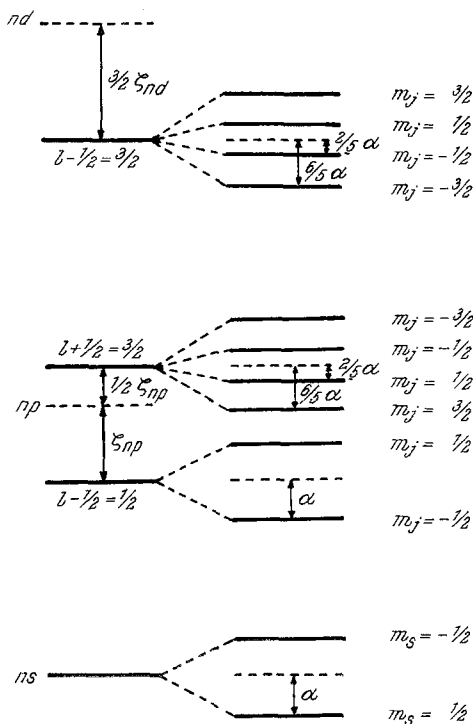 nd
3/2 ζnd
l-1/2=3/2
mj = 3/2
mj = 1/2
2/5 α
mj = -1/2
6/5 α
mj = -3/2
mj = -3/2
l+1/2=3/2
mj = -1/2
2/5 α
1/2 ζnp
mj = 1/2
6/5 α
np
mj = 3/2
ζnp
mj = 1/2
l-1/2=1/2
α
mj = -1/2
ms = -1/2
ns
α
ms = 1/2